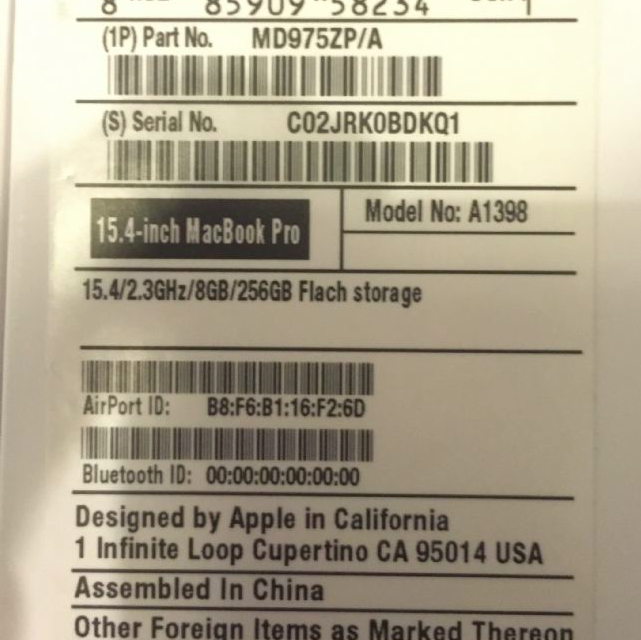 85909 58234
(1P) Part No. MD975ZP/A
(S) Serial No. C02JRK0BDKQ1
15.4-inch MacBook Pro
Model No: A1398
15.4/2.3GHz/8GB/256GB Flach storage
AirPort ID: B8:F6:B1:16:F2:6D
Bluetooth ID: 00:00:00:00:00:00
Designed by Apple in California
1 Infinite Loop Cupertino CA 95014 USA
Assembled In China
Other Foreign Items as Marked Thereon